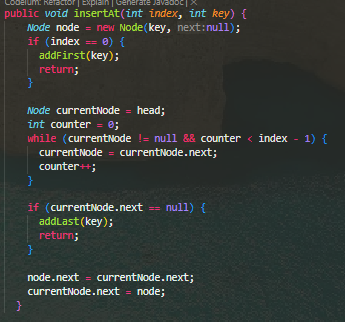 Codeium: Refactor | Explain | Generate Javadoc | ×
public void insertAt(int index, int key) {
Node node = new Node(key, next:null);
if (index == 0) {
addFirst(key);
return;
}
Node currentNode = head;
int counter = 0;
while (currentNode != null && counter < index - 1) {
currentNode = currentNode.next;
counter++;
}
if (currentNode.next == null) {
addLast(key);
return;
}
node.next = currentNode.next;
currentNode.next = node;
}